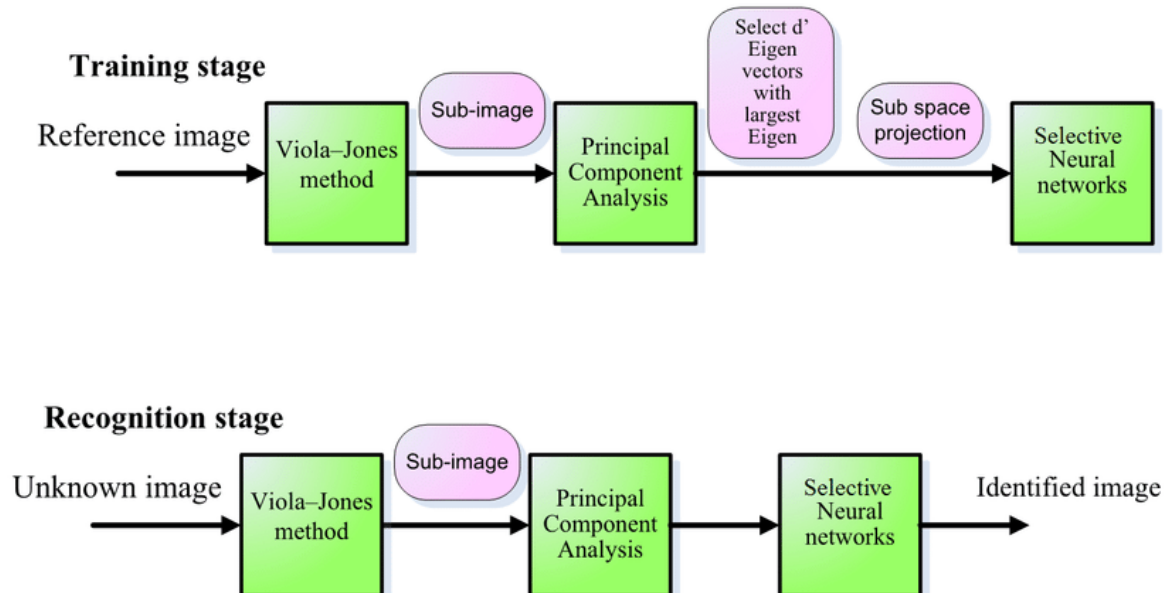 Training stage
Reference image
Viola–Jones
method
Sub-image
Principal
Component
Analysis
Select d’
Eigen
vectors
with
largest
Eigen
Sub space
projection
Selective
Neural
networks
Recognition stage
Unknown image
Viola–Jones
method
Sub-image
Principal
Component
Analysis
Selective
Neural
networks
Identified image